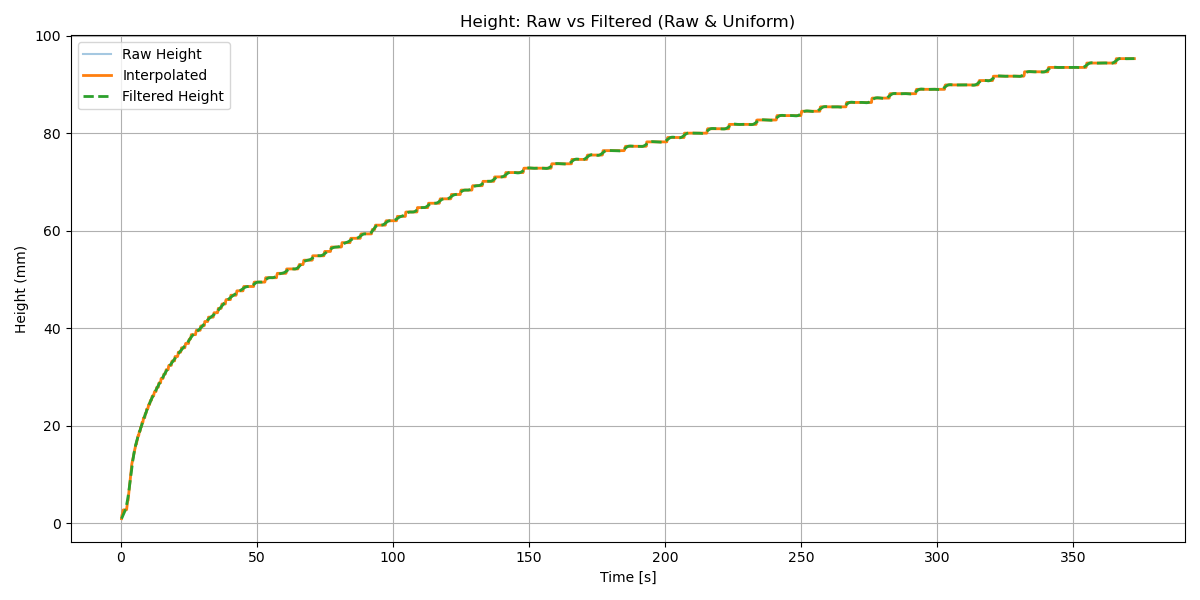 Height: Raw vs Filtered (Raw & Uniform)
Raw Height
Interpolated
Filtered Height
Height (mm)
100
80
60
40
20
0
0 50 100 150 200 250 300 350
Time [s]